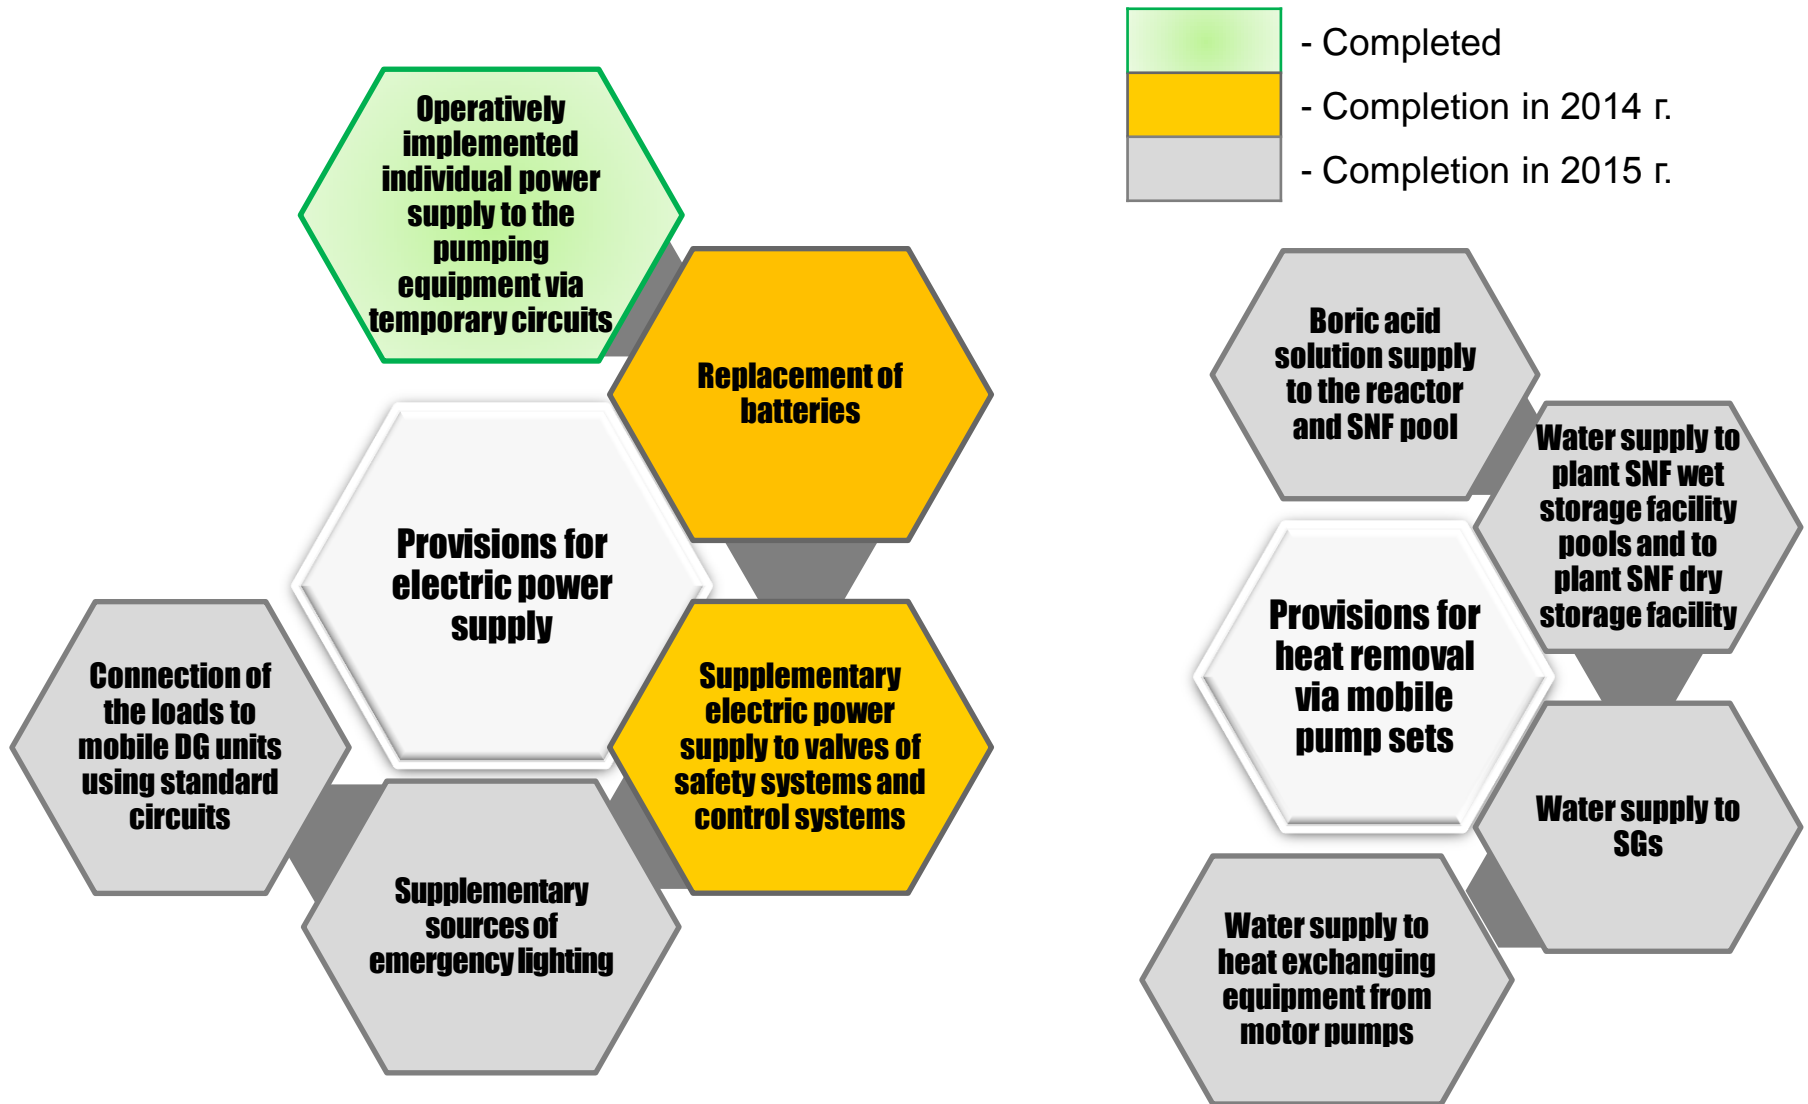 - Completed
- Completion in 2014 г.
- Completion in 2015 г.
Operatively
implemented
individual power
supply to the
pumping
equipment via
temporary circuits
Replacement of
batteries
Provisions for
electric power
supply
Supplementary
electric power
supply to valves of
safety systems and
control systems
Connection of
the loads to
mobile DG units
using standard
circuits
Supplementary
sources of
emergency lighting
Boric acid
solution supply
to the reactor
and SNF pool
Water supply to
plant SNF wet
storage facility
pools and to
plant SNF dry
storage facility
Provisions for
heat removal
via mobile
pump sets
Water supply to
SGs
Water supply to
heat exchanging
equipment from
motor pumps